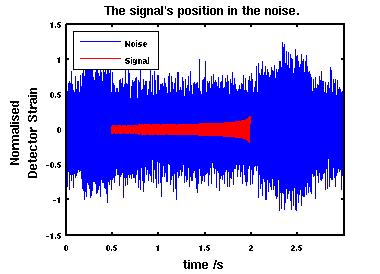 The signal's position in the noise.
1.5
1
0.5
0
-0.5
-1
-1.5
Noise
Signal
Normalised
Detector Strain
0
0.5
1
1.5
2
2.5
time /s